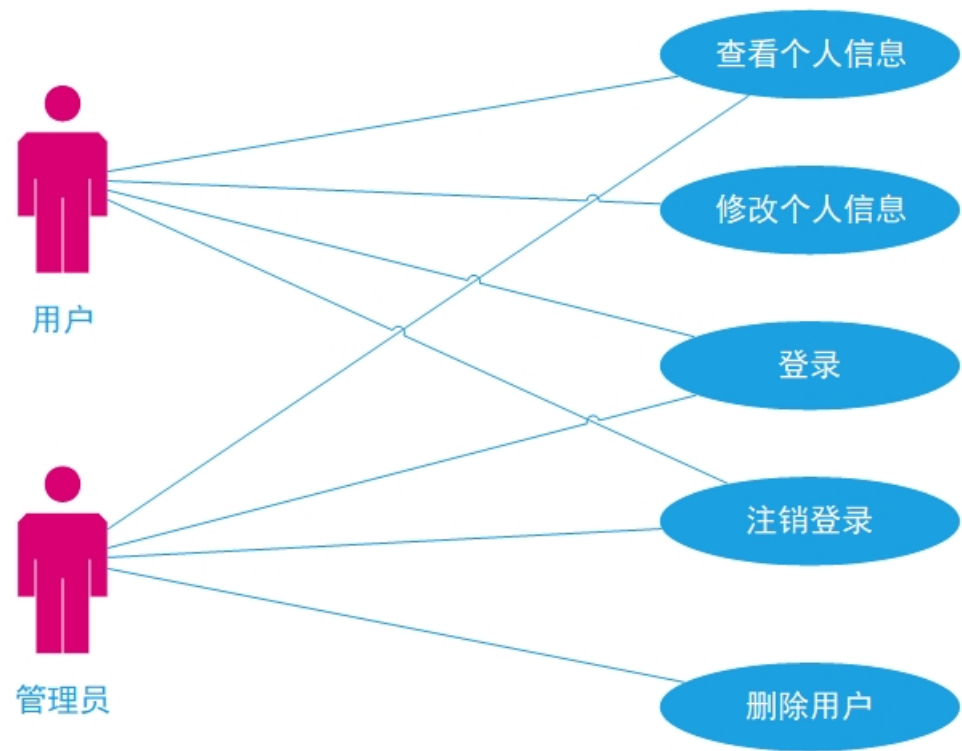 查看个人信息
修改个人信息
用户
登录
注销登录
管理员
删除用户